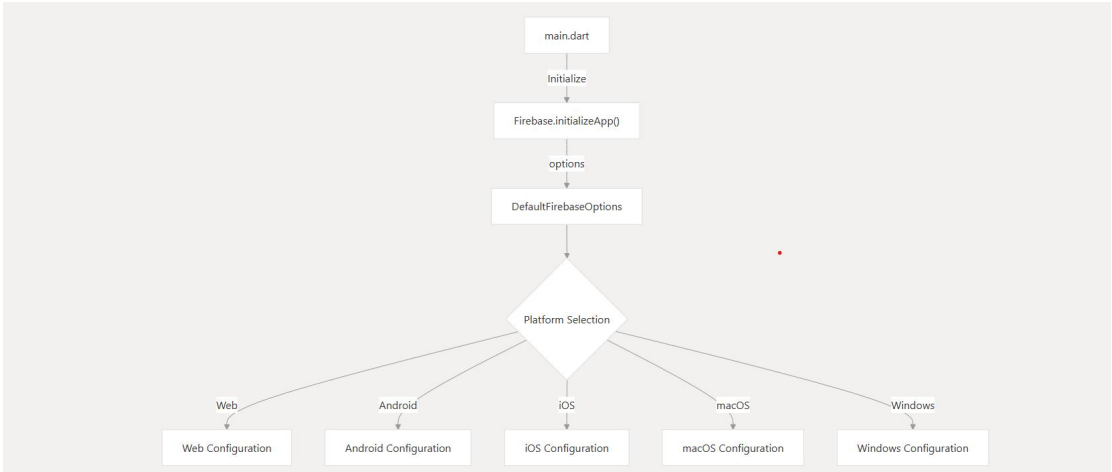 main.dart
Initialize
Firebase.initializeApp()
options
DefaultFirebaseOptions
Platform Selection
Web
Android
iOS
macOS
Windows
Web Configuration
Android Configuration
iOS Configuration
macOS Configuration
Windows Configuration